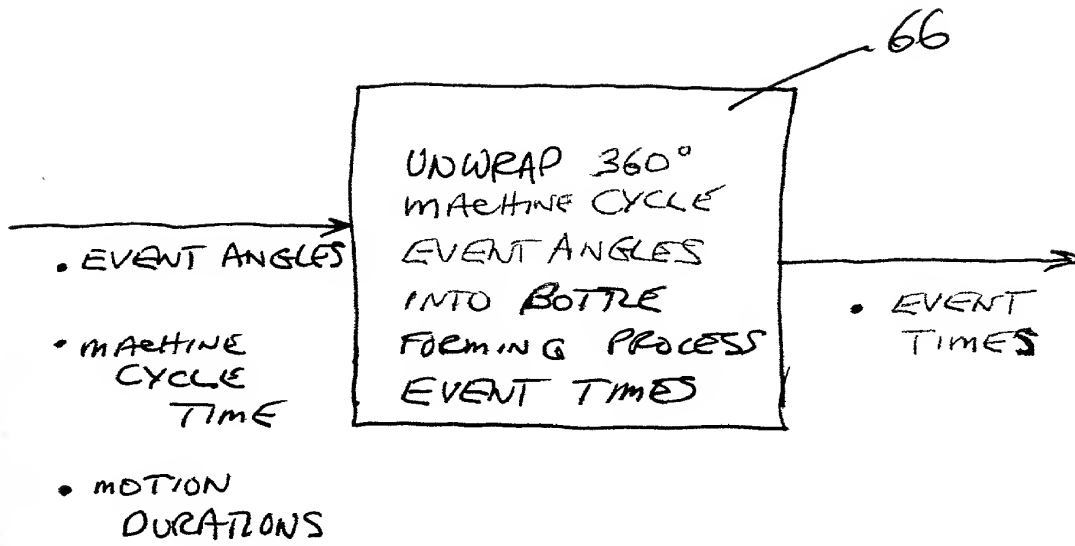 66
UNWRAP 360°
MACHINE CYCLE
EVENT ANGLES
INTO BOTTLE
FORMING PROCESS
EVENT TIMES
• EVENT ANGLES
• MACHINE
CYCLE
TIME
• MOTION
DURATIONS
• EVENT
TIMES